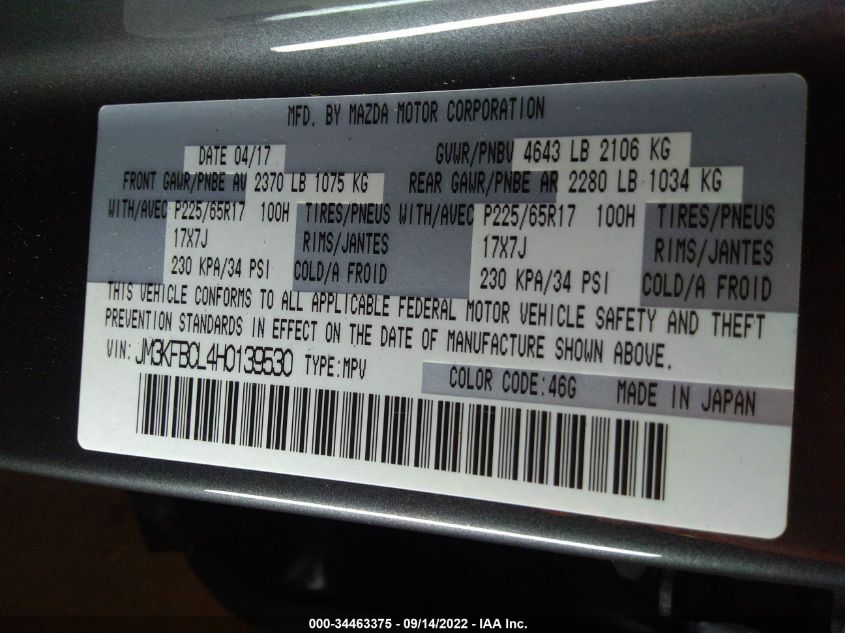 MFD. BY MAZDA MOTOR CORPORATION
DATE 04/17 GVWR/PNBV 4643 LB 2106 KG
FRONT GAWR/PNBE AV 2370 LB 1075 KG REAR GAWR/PNBE AR 2280 LB 1034 KG
WITH/AVEC P225/65R17 100H TIRES/PNEUS WITH/AVEC P225/65R17 100H TIRES/PNEUS
17X7J RIMS/JANTES 17X7J RIMS/JANTES
230 KPA/34 PSI COLD/A FROID 230 KPA/34 PSI COLD/A FROID
THIS VEHICLE CONFORMS TO ALL APPLICABLE FEDERAL MOTOR VEHICLE SAFETY AND THEFT
PREVENTION STANDARDS IN EFFECT ON THE DATE OF MANUFACTURE SHOWN ABOVE.
VIN: JM3KFBCL4H0139530 TYPE:MPV
COLOR CODE:46G MADE IN JAPAN
000-34463375 - 09/14/2022 - IAA Inc.